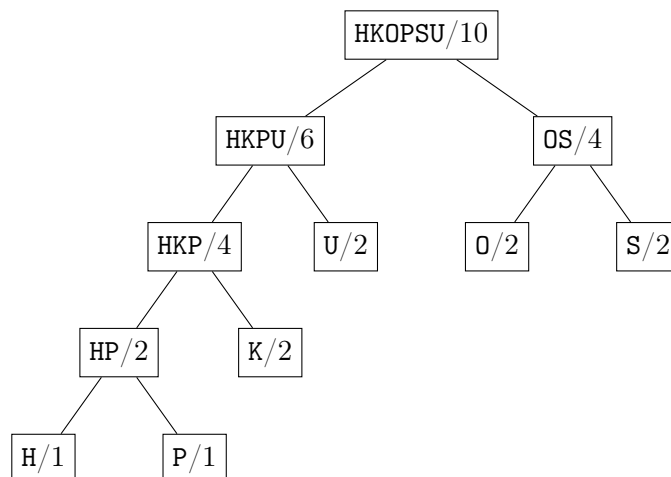 HKOPSU/10
HKPU/6
OS/4
HKP/4
U/2
O/2
S/2
HP/2
K/2
H/1
P/1